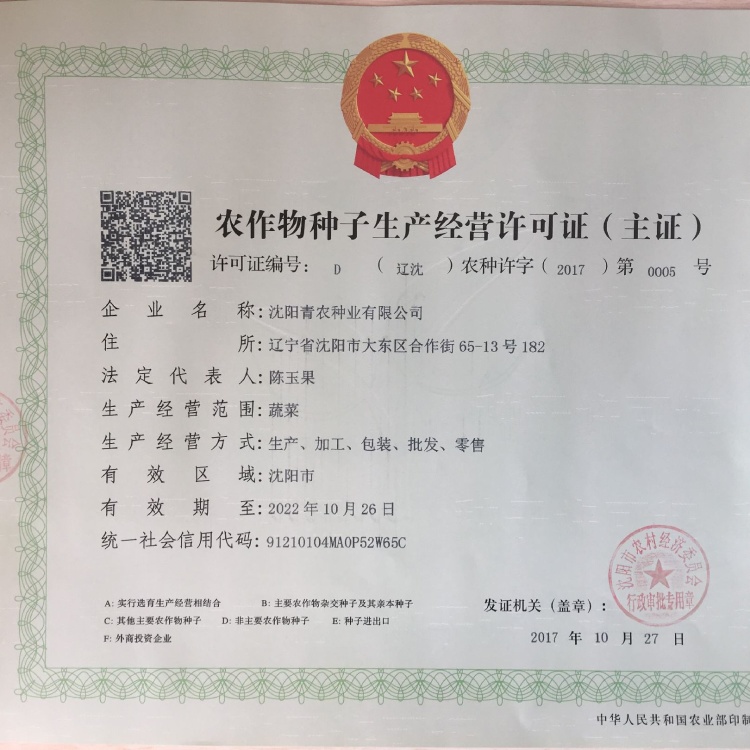 农作物种子生产经营许可证（主证）
许可证编号： D （ 辽沈 ）农种许字（ 2017 ）第 0005 号
企业名称：沈阳青农种业有限公司
住所：辽宁省沈阳市大东区合作街65-13号182
法定代表人：陈玉果
生产经营范围：蔬菜
生产经营方式：生产、加工、包装、批发、零售
有效区域：沈阳市
有效期至：2022年10月26日
统一社会信用代码：91210104MA0P52W65C
A: 实行选育生产经营相结合 B: 主要农作物杂交种子及其亲本种子
C: 其他主要农作物种子 D: 非主要农作物种子 E: 种子进出口
F: 外商投资企业
发证机关（盖章）：
沈阳市农村经济委员会
行政审批专用章
2017 年 10 月 27 日
中华人民共和国农业部印制